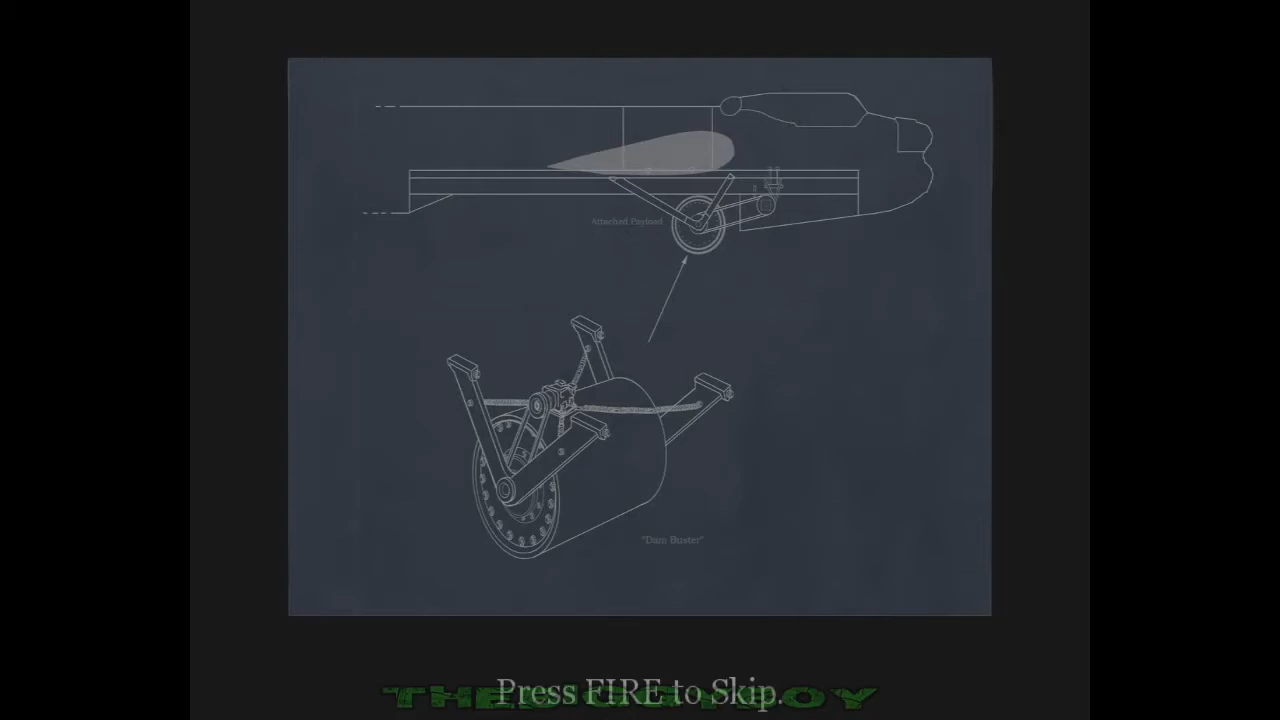 Attached Payload
"Dam Buster"
Press FIRE to Skip.